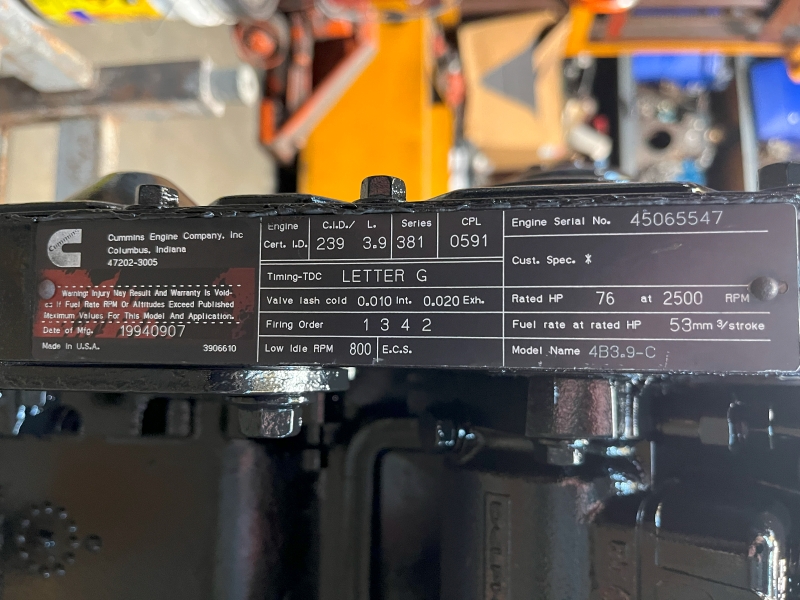 Cummins
Cummins Engine Company, Inc
Columbus, Indiana
47202-3005
Warning: Injury May Result And Warranty Is Void-
ed If Fuel Rate RPM Or Altitudes Exceed Published
Maximum Values For This Model And Application.
Date of Mfg. 19940907
Made in U.S.A. 3906610
Engine Cert. I.D.
C.I.D./ L. 239 3.9
Series 381
CPL 0591
Timing-TDC LETTER G
Valve lash cold 0.010 Int. 0.020 Exh.
Firing Order 1 3 4 2
Low Idle RPM 800 E.C.S.
Engine Serial No. 45065547
Cust. Spec. *
Rated HP 76 at 2500 RPM
Fuel rate at rated HP 53mm³/stroke
Model Name 4B3.9-C